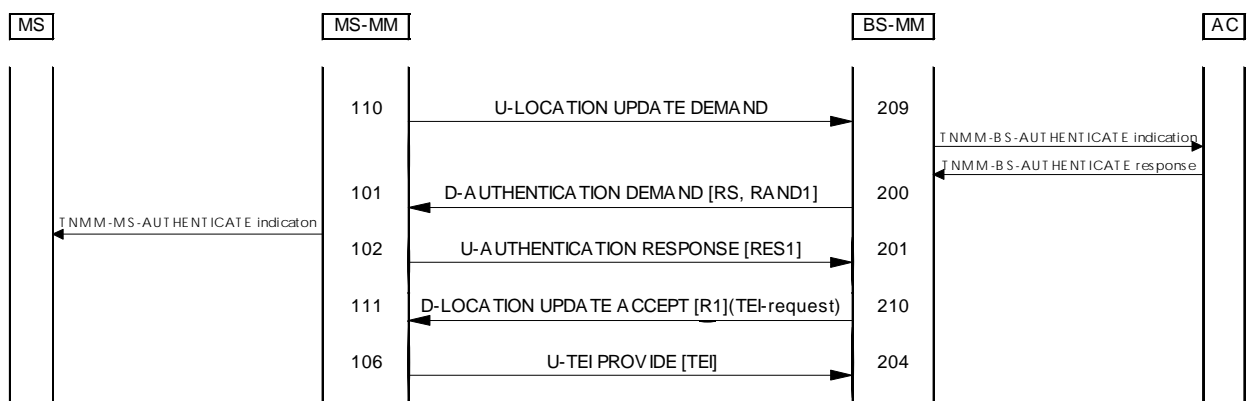 MS MS-MM BS-MM AC
110 U-LOCATION UPDATE DEMAND 209
TNMM-BS-AUTHENTICATE indication
TNMM-BS-AUTHENTICATE response
101 D-AUTHENTICATION DEMAND [RS, RAND1] 200
TNMM-MS-AUTHENTICATE indicaton
102 U-AUTHENTICATION RESPONSE [RES1] 201
111 D-LOCATION UPDATE ACCEPT [R1](TEI-request) 210
106 U-TEI PROVIDE [TEI] 204